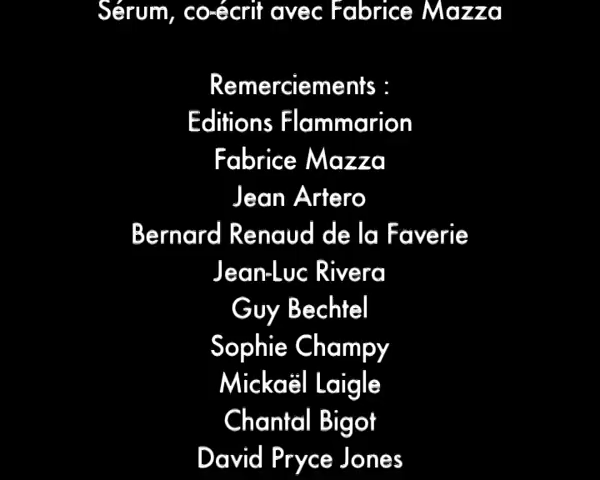 Sérum, co-écrit avec Fabrice Mazza
Remerciements :
Editions Flammarion
Fabrice Mazza
Jean Artero
Bernard Renaud de la Faverie
Jean-Luc Rivera
Guy Bechtel
Sophie Champy
Mickaël Laigle
Chantal Bigot
David Pryce Jones